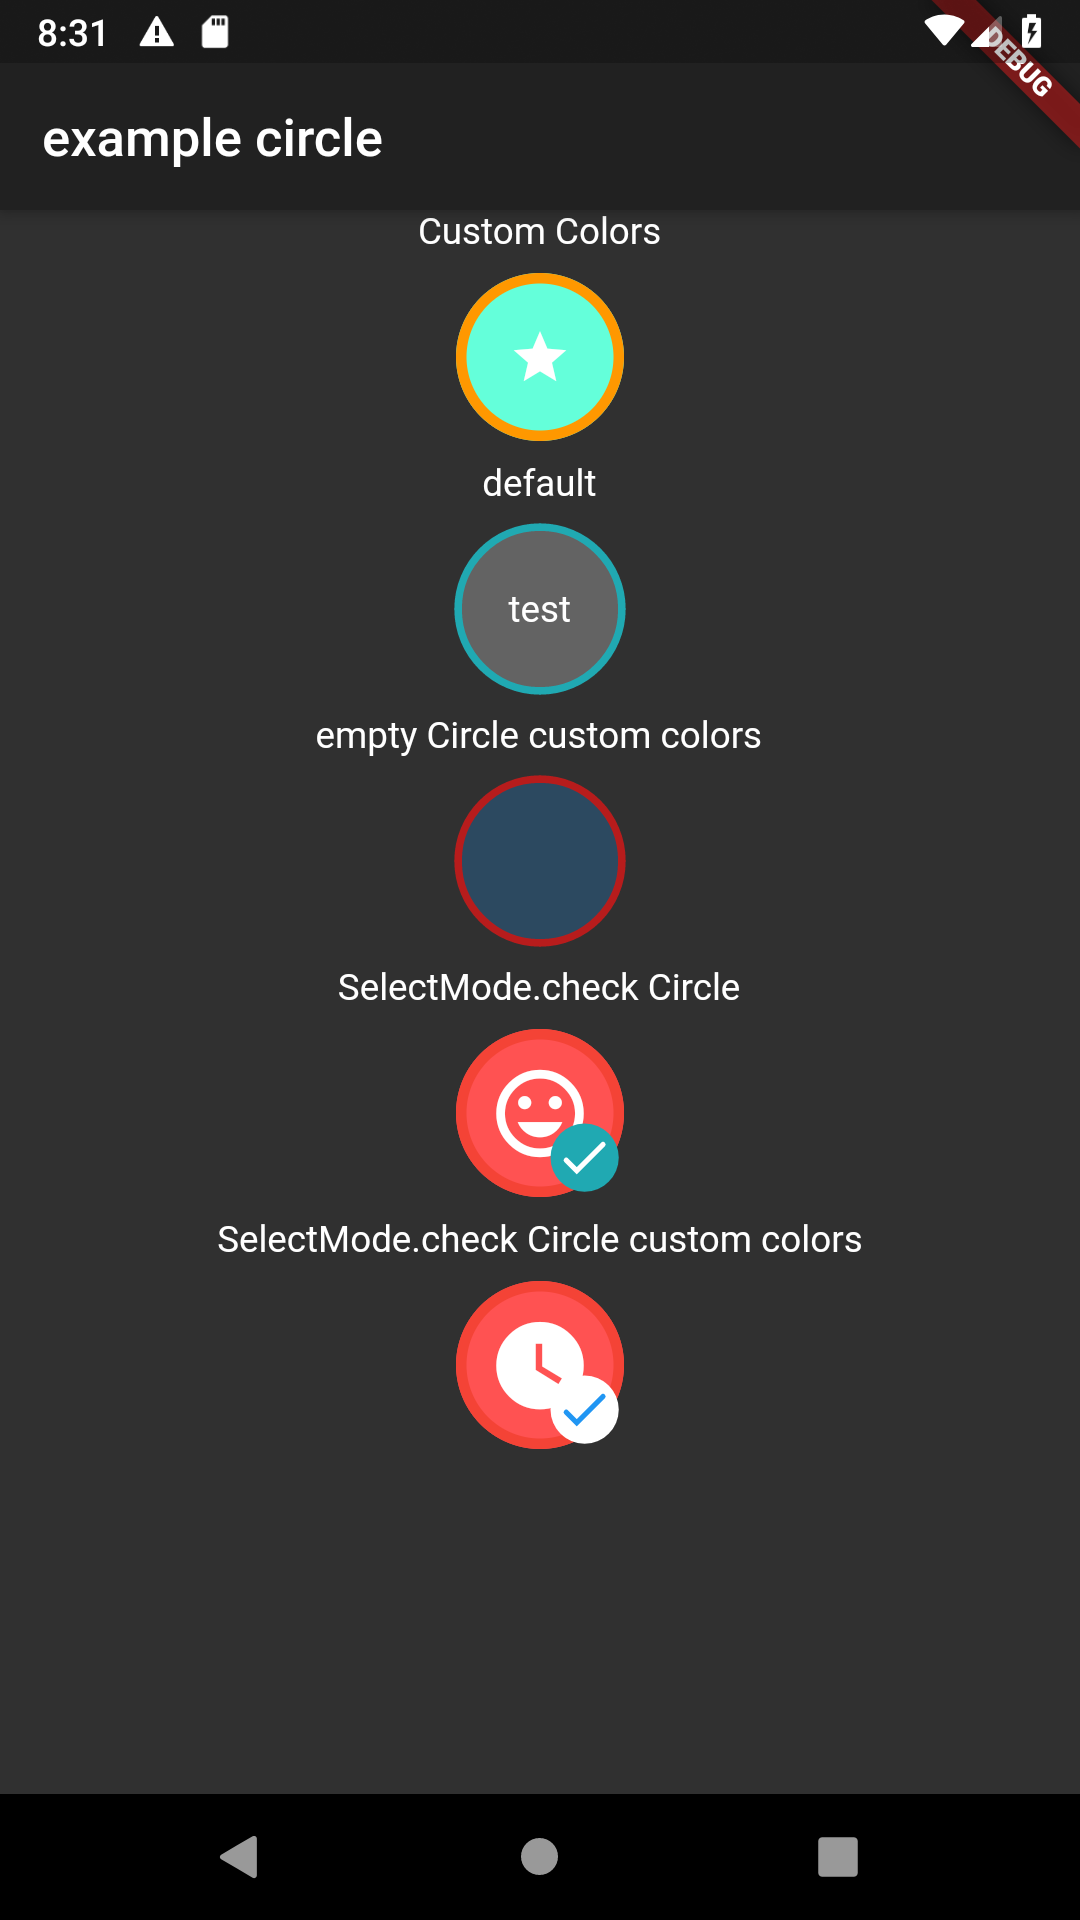 8:31
DEBUG
example circle
Custom Colors
default
test
empty Circle custom colors
SelectMode.check Circle
SelectMode.check Circle custom colors